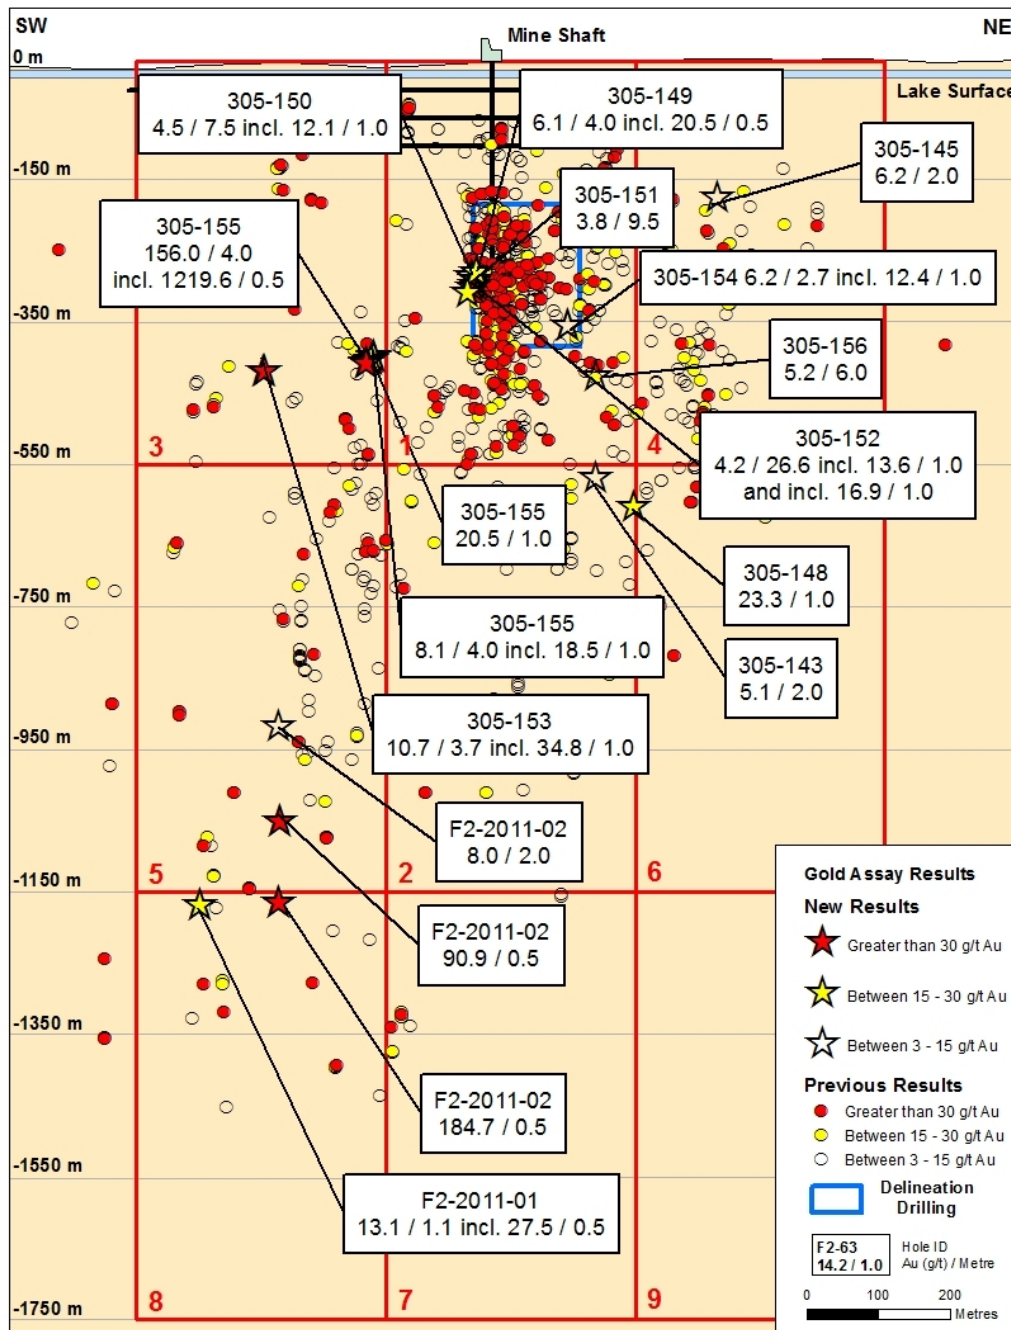 SW
NE
Mine Shaft
0 m
Lake Surface
305-150
4.5 / 7.5 incl. 12.1 / 1.0
305-149
6.1 / 4.0 incl. 20.5 / 0.5
305-145
6.2 / 2.0
-150 m
305-151
3.8 / 9.5
305-155
156.0 / 4.0
incl. 1219.6 / 0.5
305-154 6.2 / 2.7 incl. 12.4 / 1.0
-350 m
305-156
5.2 / 6.0
305-152
4.2 / 26.6 incl. 13.6 / 1.0
and incl. 16.9 / 1.0
3
1
4
-550 m
305-155
20.5 / 1.0
305-148
23.3 / 1.0
-750 m
305-155
8.1 / 4.0 incl. 18.5 / 1.0
305-143
5.1 / 2.0
305-153
10.7 / 3.7 incl. 34.8 / 1.0
-950 m
F2-2011-02
8.0 / 2.0
5
2
6
-1150 m
F2-2011-02
90.9 / 0.5
-1350 m
F2-2011-02
184.7 / 0.5
-1550 m
F2-2011-01
13.1 / 1.1 incl. 27.5 / 0.5
8
7
9
-1750 m
Gold Assay Results
New Results
Greater than 30 g/t Au
Between 15 - 30 g/t Au
Between 3 - 15 g/t Au
Previous Results
Greater than 30 g/t Au
Between 15 - 30 g/t Au
Between 3 - 15 g/t Au
Delineation
Drilling
F2-63
14.2 / 1.0
Hole ID
Au (g/t) / Metre
0 100 200
Metres